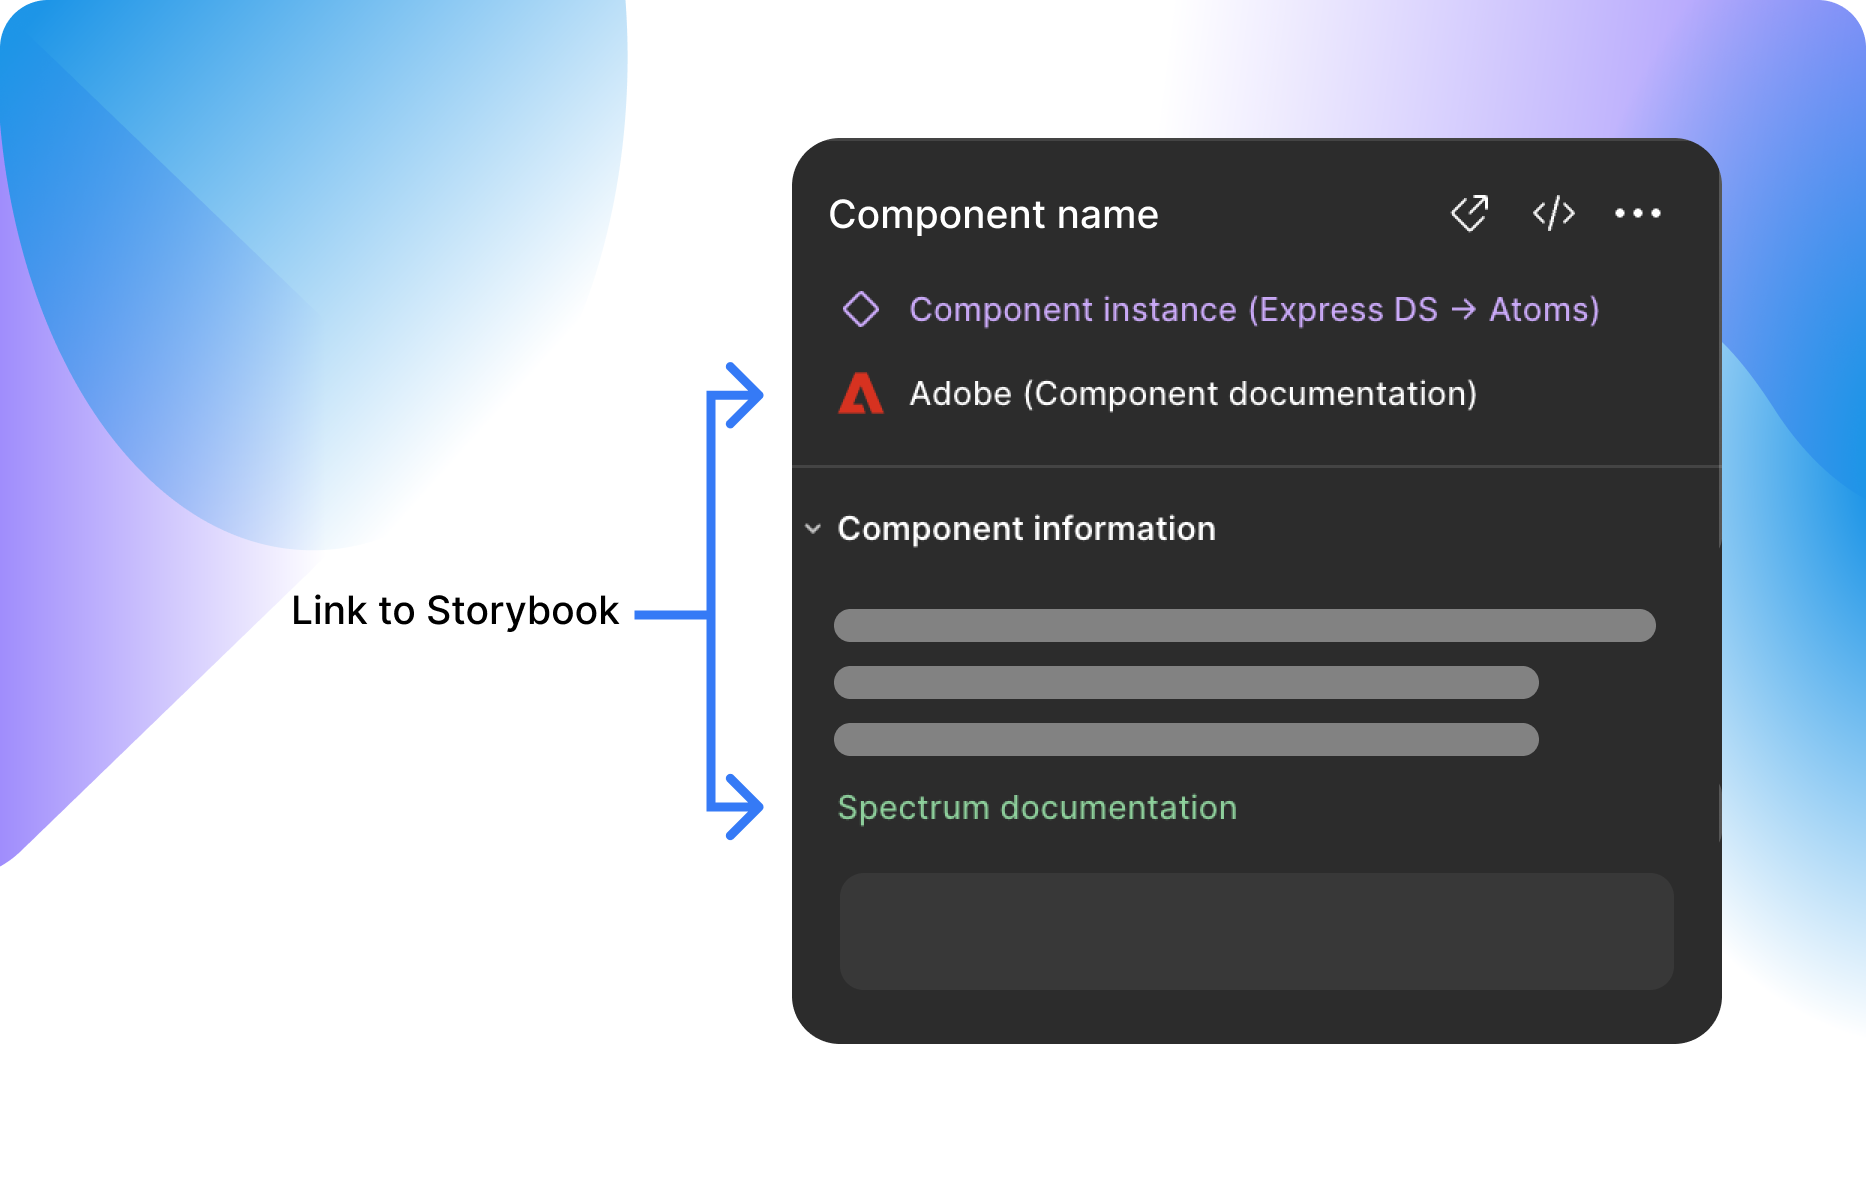 Component name
Component instance (Express DS → Atoms)
Adobe (Component documentation)
Component information
Link to Storybook
Spectrum documentation